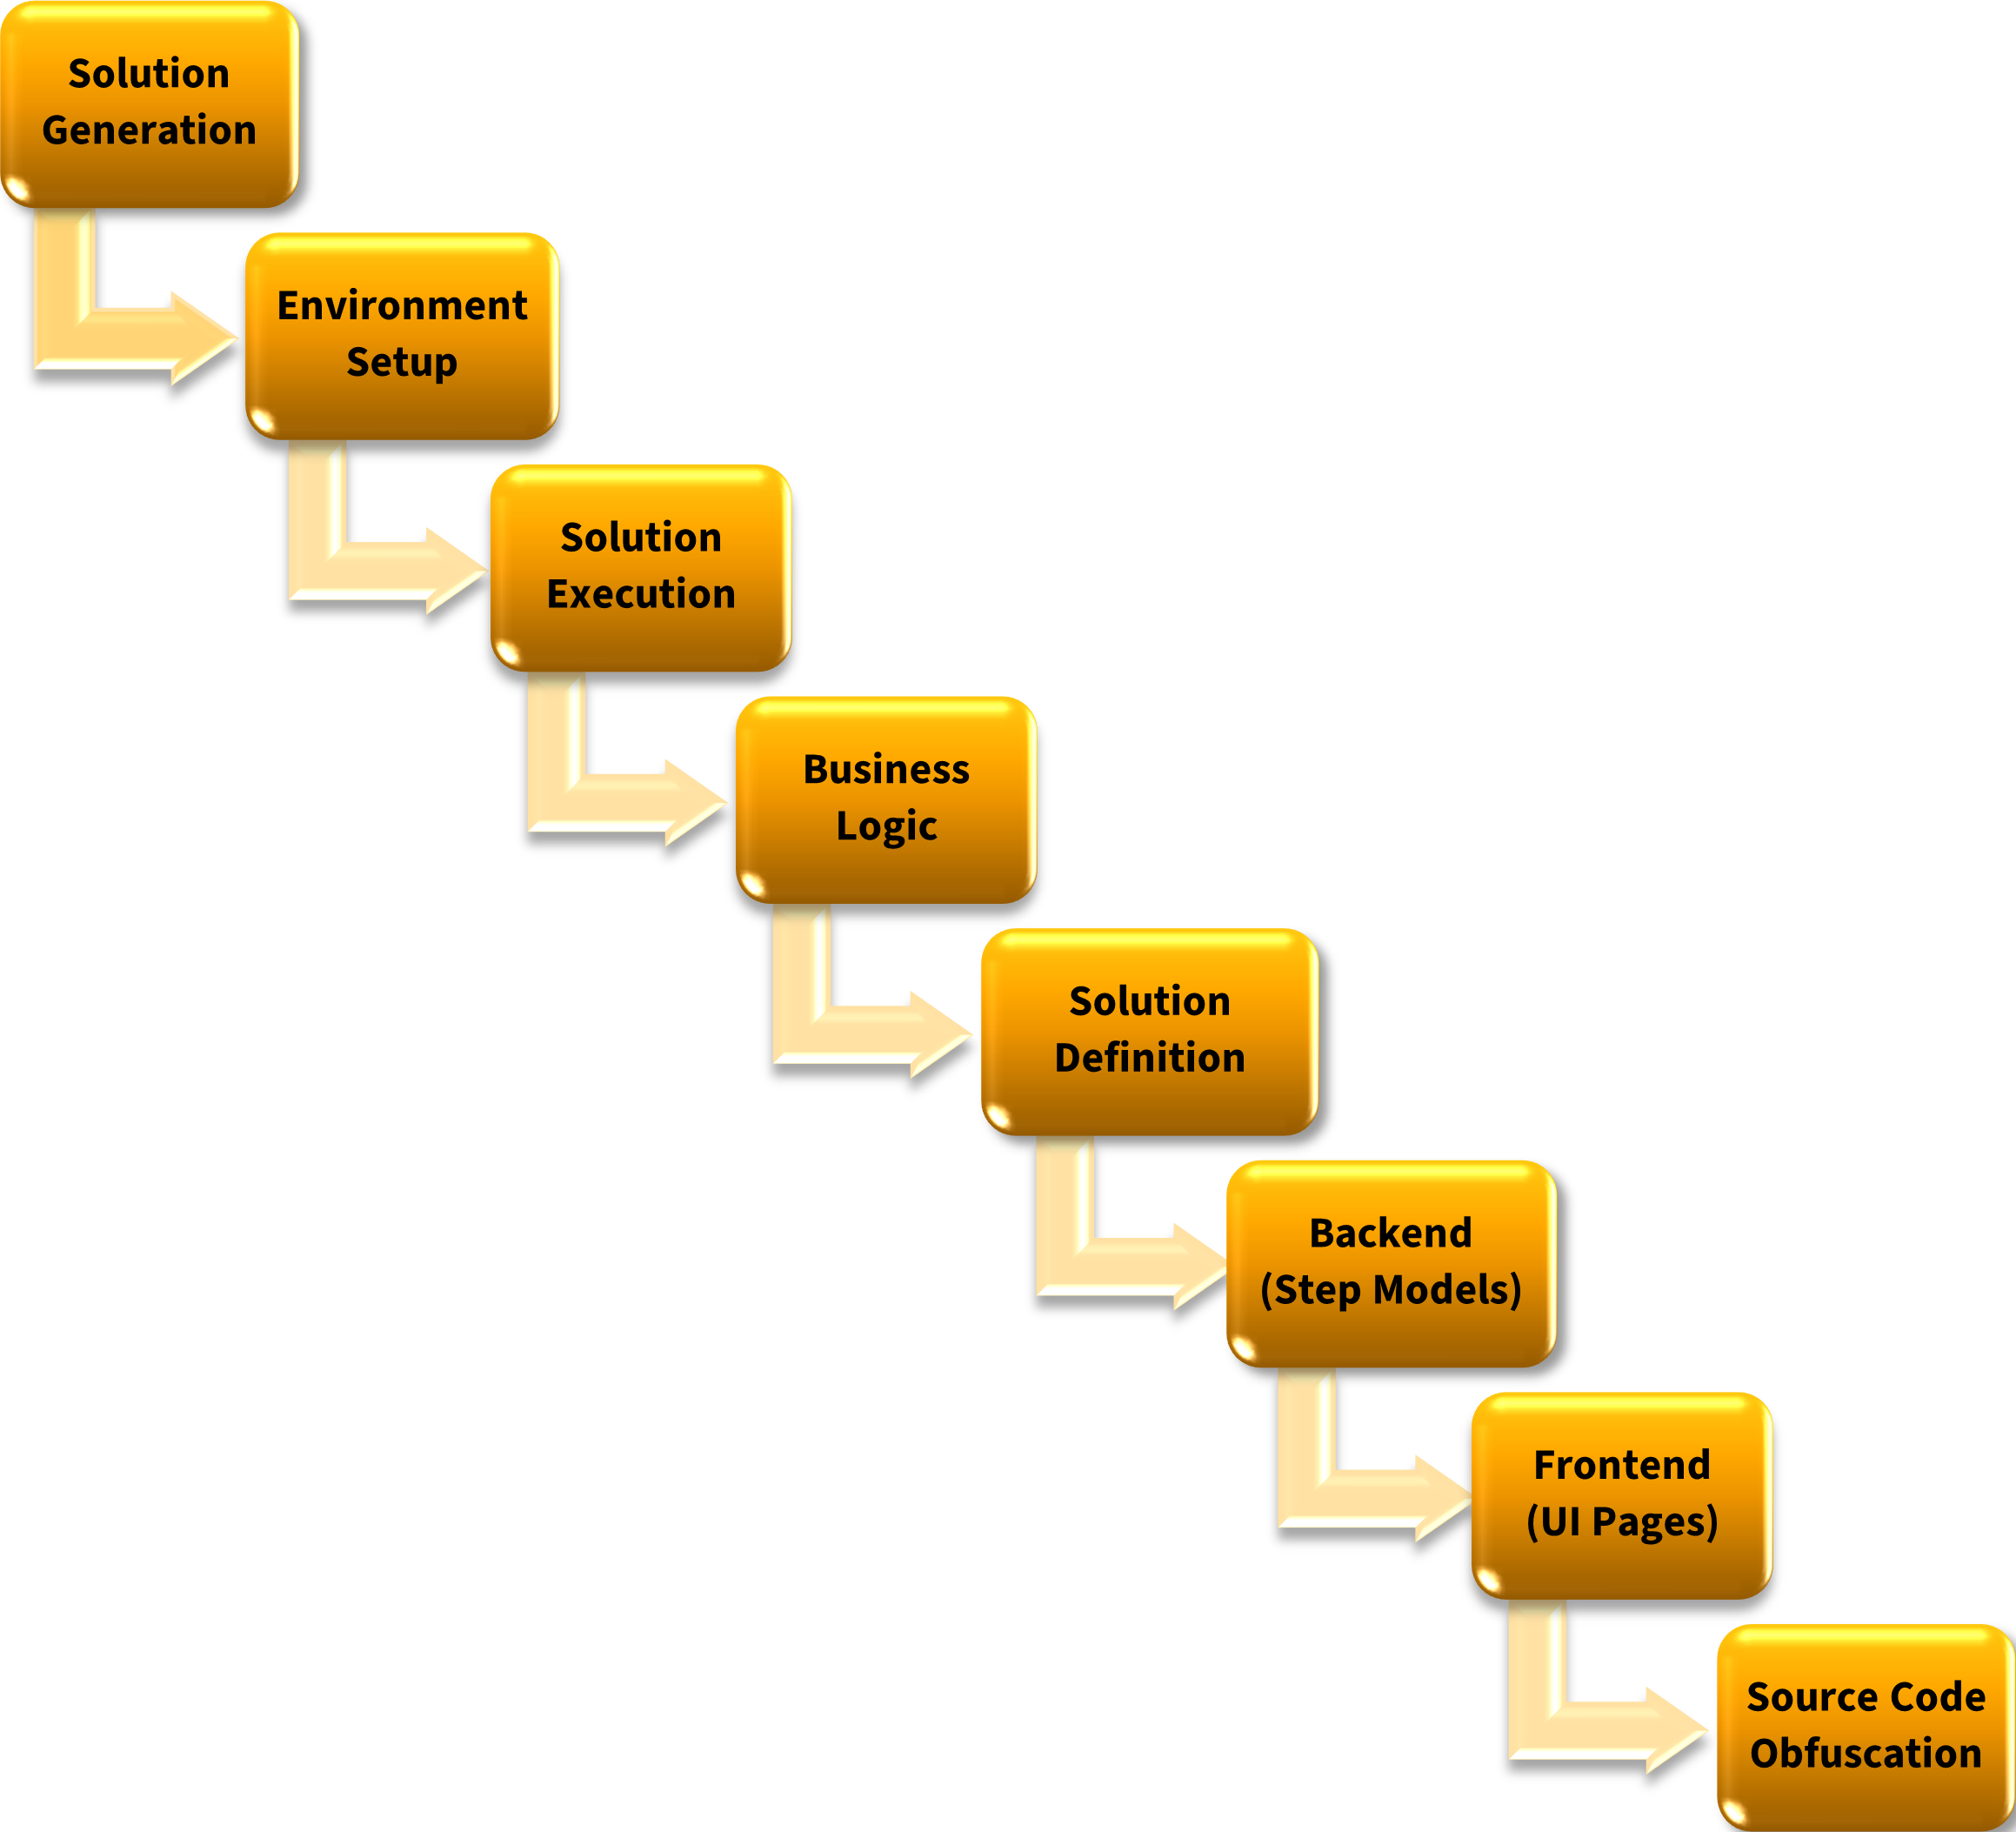 Solution
Generation
Environment
Setup
Solution
Execution
Business
Logic
Solution
Definition
Backend
(Step Models)
Frontend
(UI Pages)
Source Code
Obfuscation